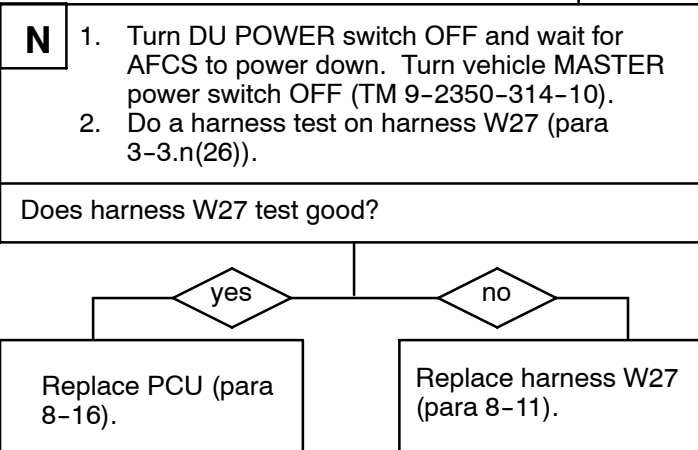 N
1. Turn DU POWER switch OFF and wait for
AFCS to power down. Turn vehicle MASTER
power switch OFF (TM 9-2350-314-10).
2. Do a harness test on harness W27 (para
3-3.n(26)).
Does harness W27 test good?
yes
no
Replace PCU (para
8-16).
Replace harness W27
(para 8-11).